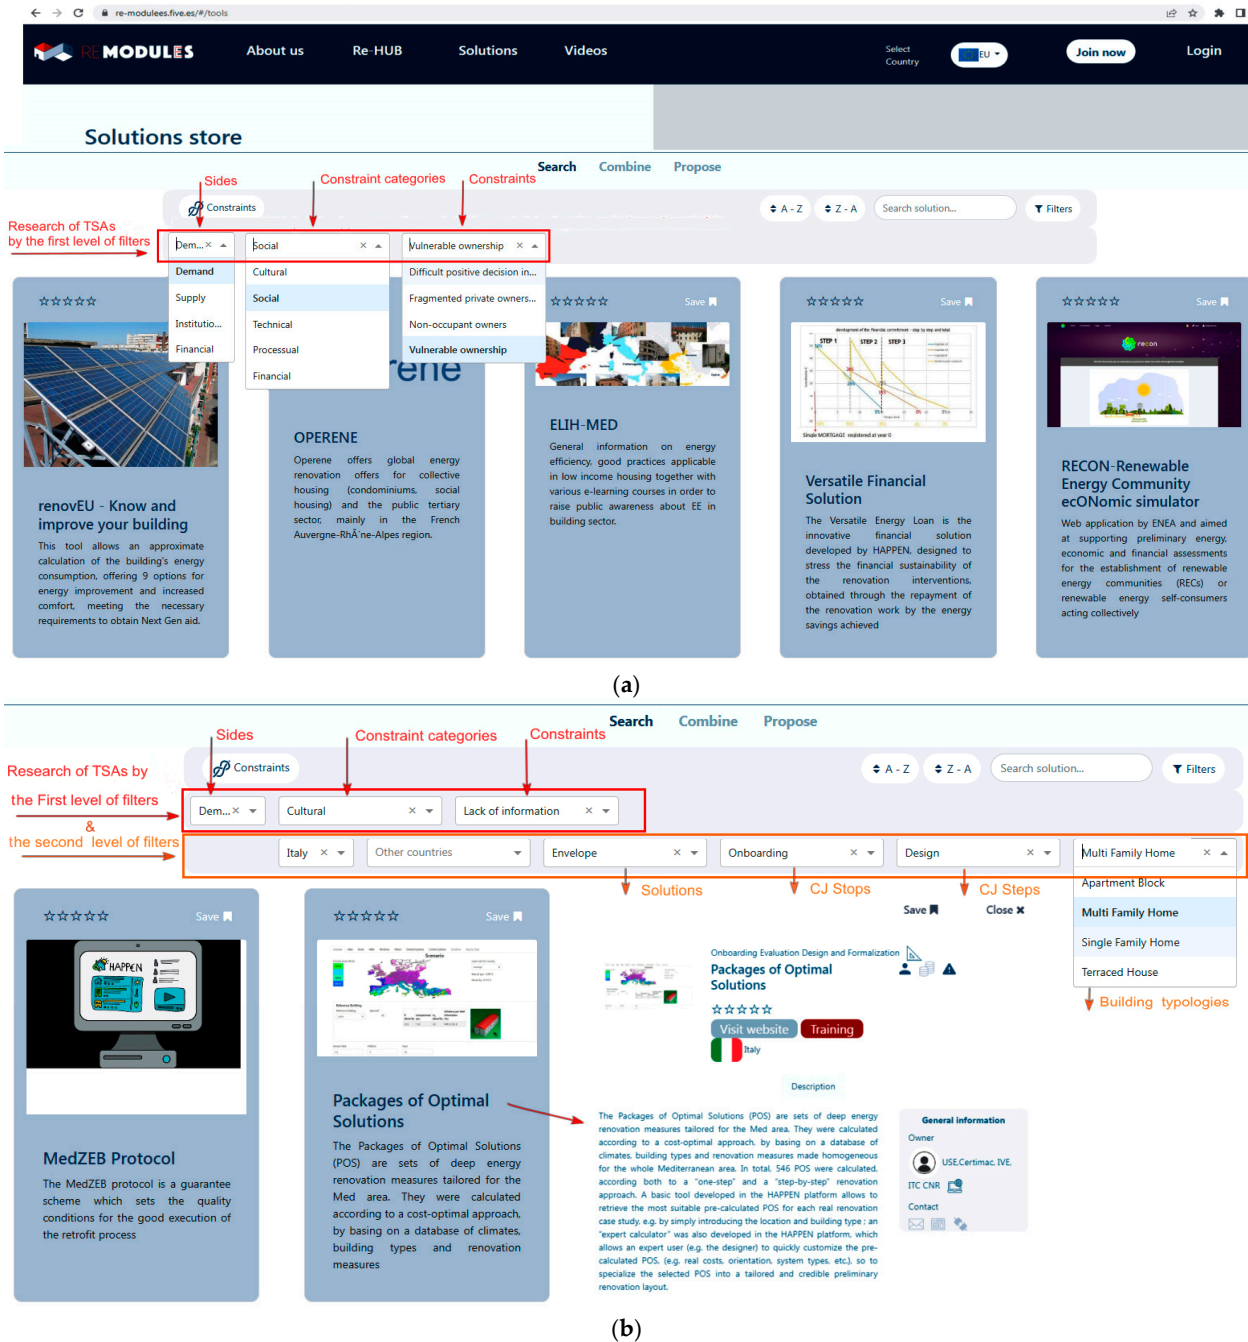 re-modulees.five.es/#/tools
RE MODULES
About us
Re-HUB
Solutions
Videos
Select
Country
EU
Join now
Login
Solutions store
Search
Combine
Propose
Sides
Constraint categories
Constraints
Constraints
A - Z
Z - A
Search solution...
Filters
Research of TSAs
by the first level of filters
Dem...
Social
Vulnerable ownership
Demand
Supply
Institutio...
Financial
Cultural
Social
Technical
Processual
Financial
Difficult positive decision in...
Fragmented private owners...
Non-occupant owners
Vulnerable ownership
Save
Save
Save
rene
STEP 1
STEP 2
STEP 3
Single MORTGAGE registered at year 0
recon
renovEU - Know and
improve your building
This tool allows an approximate
calculation of the building's energy
consumption, offering 9 options for
energy improvement and increased
comfort, meeting the necessary
requirements to obtain Next Gen aid.
OPERENE
Operene offers global energy
renovation offers for collective
housing (condominiums, social
housing) and the public tertiary
sector, mainly in the French
Auvergne-RhÃ´ne-Alpes region.
ELIH-MED
General information on energy
efficiency, good practices applicable
in low income housing together with
various e-learning courses in order to
raise public awareness about EE in
building sector.
Versatile Financial
Solution
The Versatile Energy Loan is the
innovative financial solution
developed by HAPPEN, designed to
stress the financial sustainability of
the renovation interventions,
obtained through the repayment of
the renovation work by the energy
savings achieved
RECON-Renewable
Energy Community
ecONomic simulator
Web application by ENEA and aimed
at supporting preliminary energy,
economic and financial assessments
for the establishment of renewable
energy communities (RECs) or
renewable energy self-consumers
acting collectively
(a)
Search
Combine
Propose
Sides
Constraint categories
Constraints
Constraints
A - Z
Z - A
Search solution...
Filters
Research of TSAs by
the First level of filters
&
the second level of filters
Dem...
Cultural
Lack of information
Italy
Other countries
Envelope
Onboarding
Design
Multi Family Home
Solutions
CJ Stops
CJ Steps
Apartment Block
Multi Family Home
Single Family Home
Terraced House
Building typologies
Save
Save
Save
Close
HAPPEN
Scenario
MedZEB Protocol
The MedZEB protocol is a guarantee
scheme which sets the quality
conditions for the good execution of
the retrofit process
Packages of Optimal
Solutions
The Packages of Optimal Solutions
(POS) are sets of deep energy
renovation measures tailored for the
Med area. They were calculated
according to a cost-optimal approach,
by basing on a database of climates,
building types and renovation
measures
Onboarding Evaluation Design and Formalization
Packages of Optimal
Solutions
Visit website
Training
Italy
Description
The Packages of Optimal Solutions (POS) are sets of deep energy
renovation measures tailored for the Med area. They were calculated
according to a cost-optimal approach, by basing on a database of
climates, building types and renovation measures made homogeneous
for the whole Mediterranean area. In total, 546 POS were calculated,
according both to a "one-step" and a "step-by-step" renovation
approach. A basic tool developed in the HAPPEN platform allows to
retrieve the most suitable pre-calculated POS for each real renovation
case study, e.g. by simply introducing the location and building type ; an
"expert calculator" was also developed in the HAPPEN platform, which
allows an expert user (e.g. the designer) to quickly customize the pre-
calculated POS, (e.g. real costs, orientation, system types, etc.), so to
specialize the selected POS into a tailored and credible preliminary
renovation layout.
General information
Owner
USE,Certimac, IVE,
ITC CNR
Contact
(b)